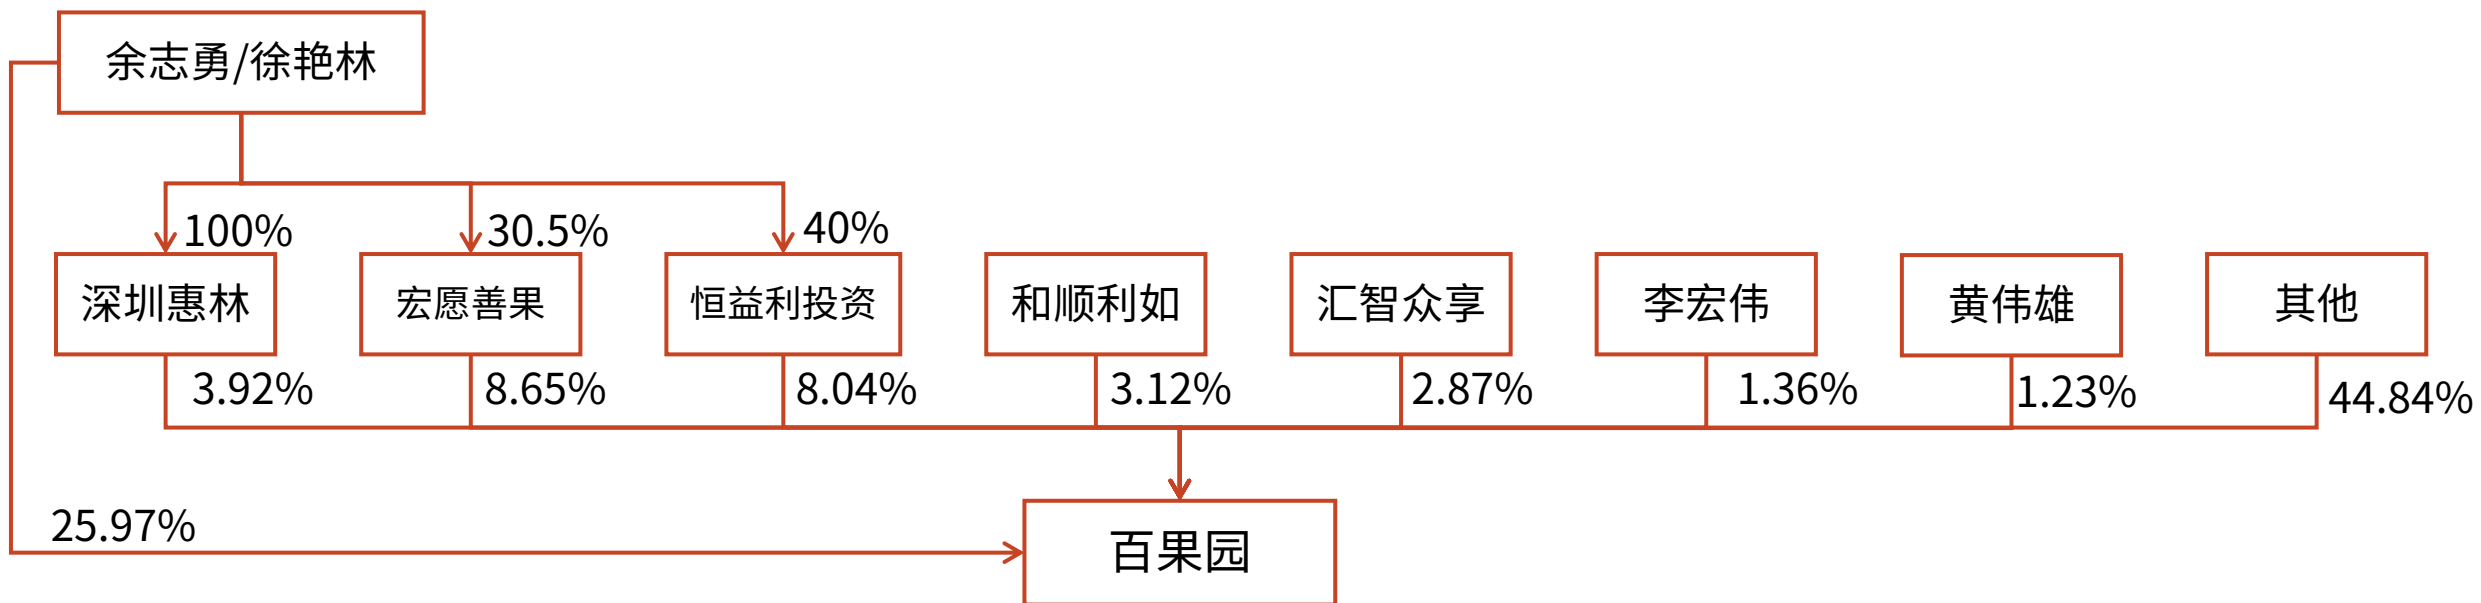 余志勇/徐艳林
100%
30.5%
40%
深圳惠林
宏愿善果
恒益利投资
和顺利如
汇智众享
李宏伟
黄伟雄
其他
3.92%
8.65%
8.04%
3.12%
2.87%
1.36%
1.23%
44.84%
25.97%
百果园